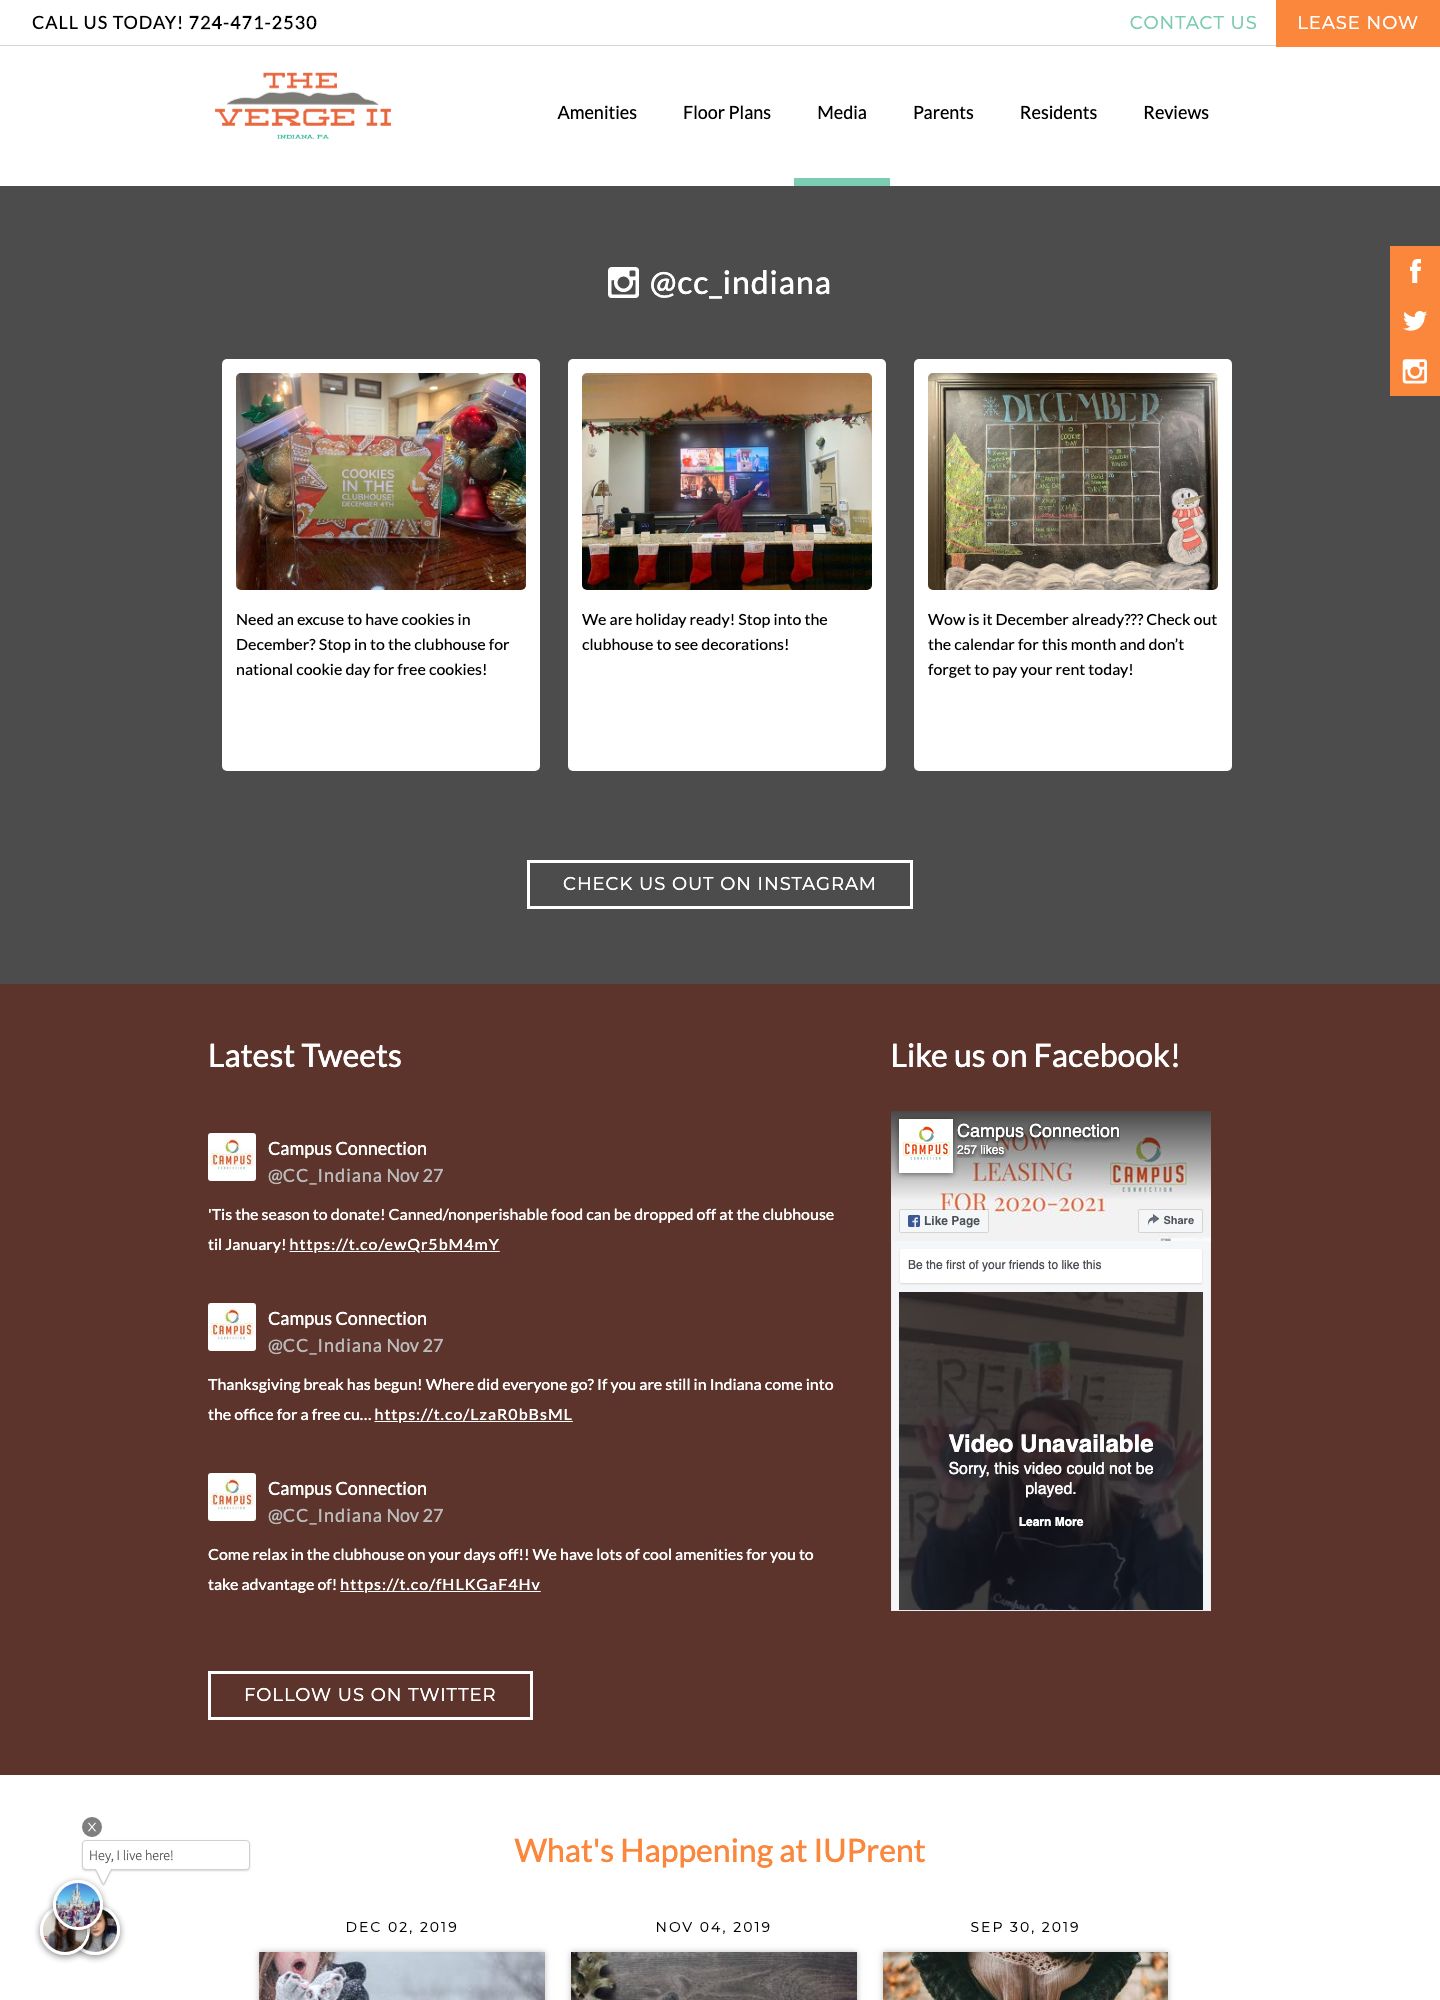 CALL US TODAY! 724-471-2530
CONTACT US
LEASE NOW
THE
VERGE II
INDIANA, PA
Amenities
Floor Plans
Media
Parents
Residents
Reviews
@cc_indiana
COOKIES
IN THE
CLUBHOUSE!
DECEMBER 4TH
DECEMBER
COOKIE
DAY
Need an excuse to have cookies in
December? Stop in to the clubhouse for
national cookie day for free cookies!
We are holiday ready! Stop into the
clubhouse to see decorations!
Wow is it December already??? Check out
the calendar for this month and don’t
forget to pay your rent today!
CHECK US OUT ON INSTAGRAM
Latest Tweets
Campus Connection
@CC_Indiana Nov 27
'Tis the season to donate! Canned/nonperishable food can be dropped off at the clubhouse
til January! https://t.co/ewQr5bM4mY
Campus Connection
@CC_Indiana Nov 27
Thanksgiving break has begun! Where did everyone go? If you are still in Indiana come into
the office for a free cu… https://t.co/LzaR0bBsML
Campus Connection
@CC_Indiana Nov 27
Come relax in the clubhouse on your days off!! We have lots of cool amenities for you to
take advantage of! https://t.co/fHLKGaF4Hv
FOLLOW US ON TWITTER
Like us on Facebook!
CAMPUS
Campus Connection
257 likes
NOW
LEASING
FOR 2020-2021
CAMPUS
CONNECTION
Like Page
Share
Be the first of your friends to like this
Video Unavailable
Sorry, this video could not be
played.
Learn More
X
Hey, I live here!
What's Happening at IUPrent
DEC 02, 2019
NOV 04, 2019
SEP 30, 2019